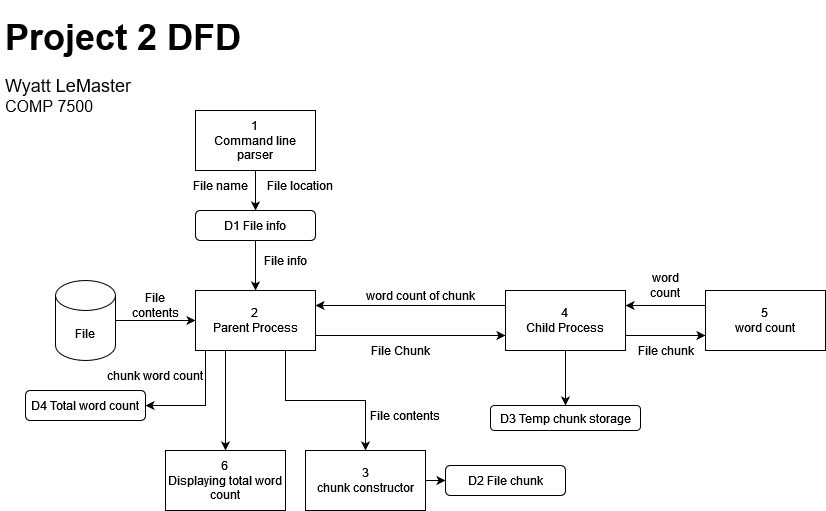 Project 2 DFD
Wyatt LeMaster
COMP 7500
1
Command line
parser
File name
File location
D1 File info
File info
File
File
contents
2
Parent Process
word count of chunk
File Chunk
4
Child Process
word
count
File chunk
5
word count
chunk word count
D4 Total word count
File contents
D3 Temp chunk storage
6
Displaying total word
count
3
chunk constructor
D2 File chunk